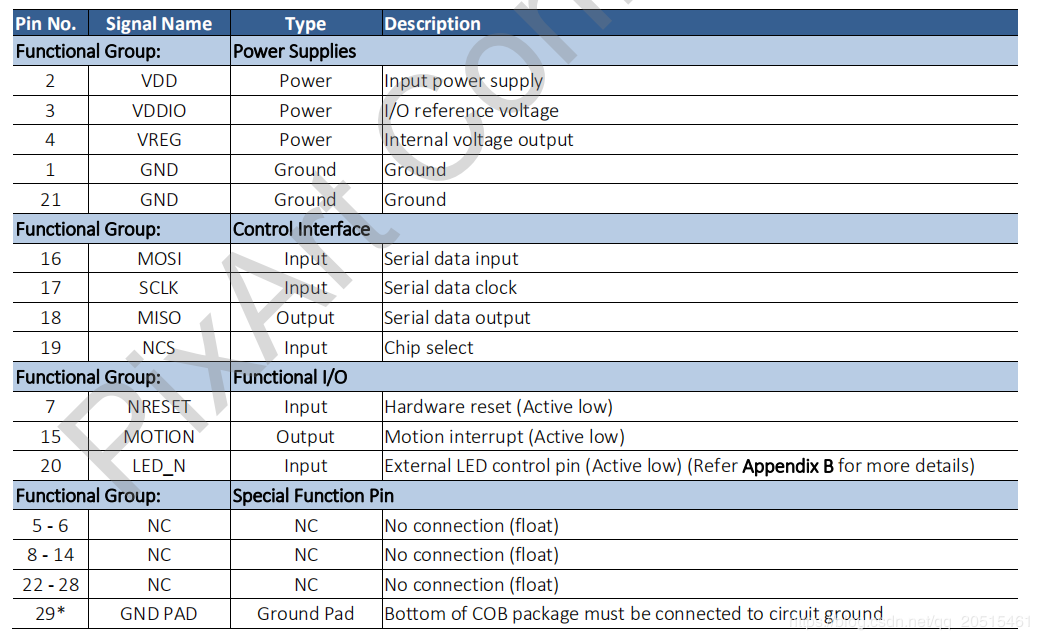 Pin No. Signal Name Type Description
Functional Group: Power Supplies
2 VDD Power Input power supply
3 VDDIO Power I/O reference voltage
4 VREG Power Internal voltage output
1 GND Ground Ground
21 GND Ground Ground
Functional Group: Control Interface
16 MOSI Input Serial data input
17 SCLK Input Serial data clock
18 MISO Output Serial data output
19 NCS Input Chip select
Functional Group: Functional I/O
7 NRESET Input Hardware reset (Active low)
15 MOTION Output Motion interrupt (Active low)
20 LED_N Input External LED control pin (Active low) (Refer Appendix B for more details)
Functional Group: Special Function Pin
5 - 6 NC NC No connection (float)
8 - 14 NC NC No connection (float)
22 - 28 NC NC No connection (float)
29* GND PAD Ground Pad Bottom of COB package must be connected to circuit ground
PixArt
https://blog.csdn.net/qq_20515461